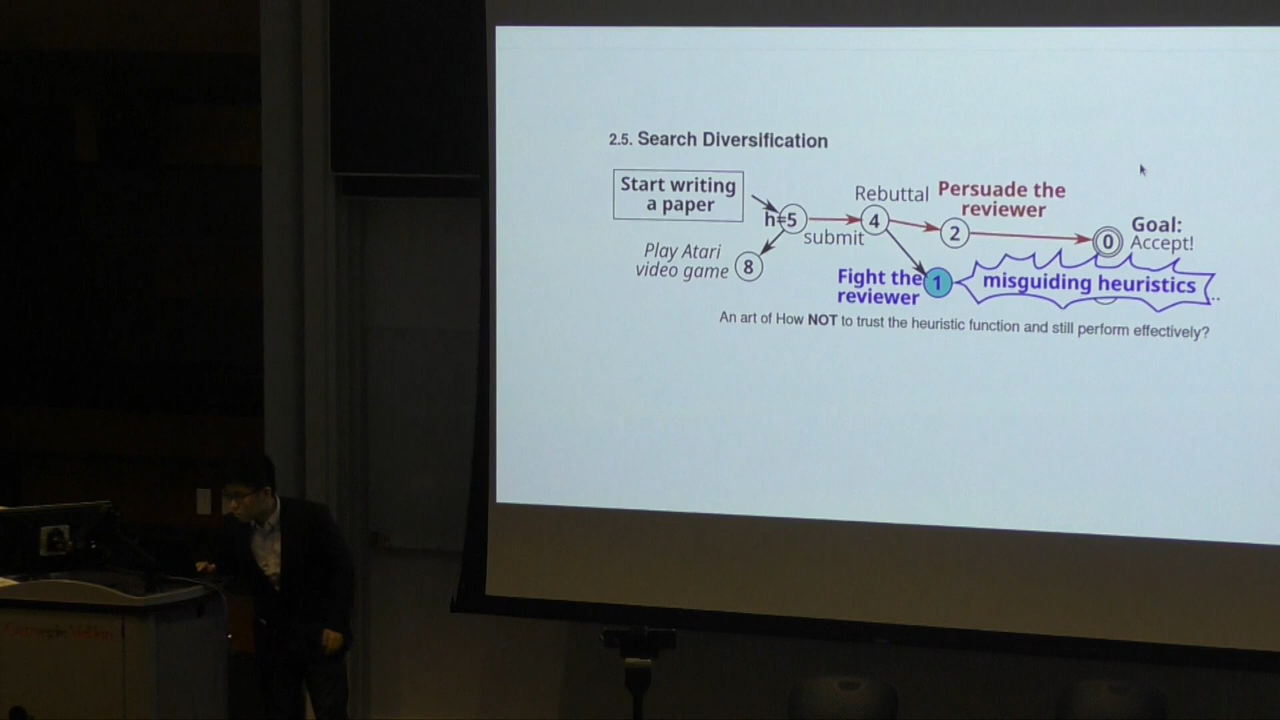 2.5. Search Diversification
Start writing
a paper
h=5
submit
Play Atari
video game
8
Rebuttal
4
Persuade the
reviewer
2
0
Goal:
Accept!
Fight the
reviewer
1
misguiding heuristics
..
An art of How NOT to trust the heuristic function and still perform effectively?